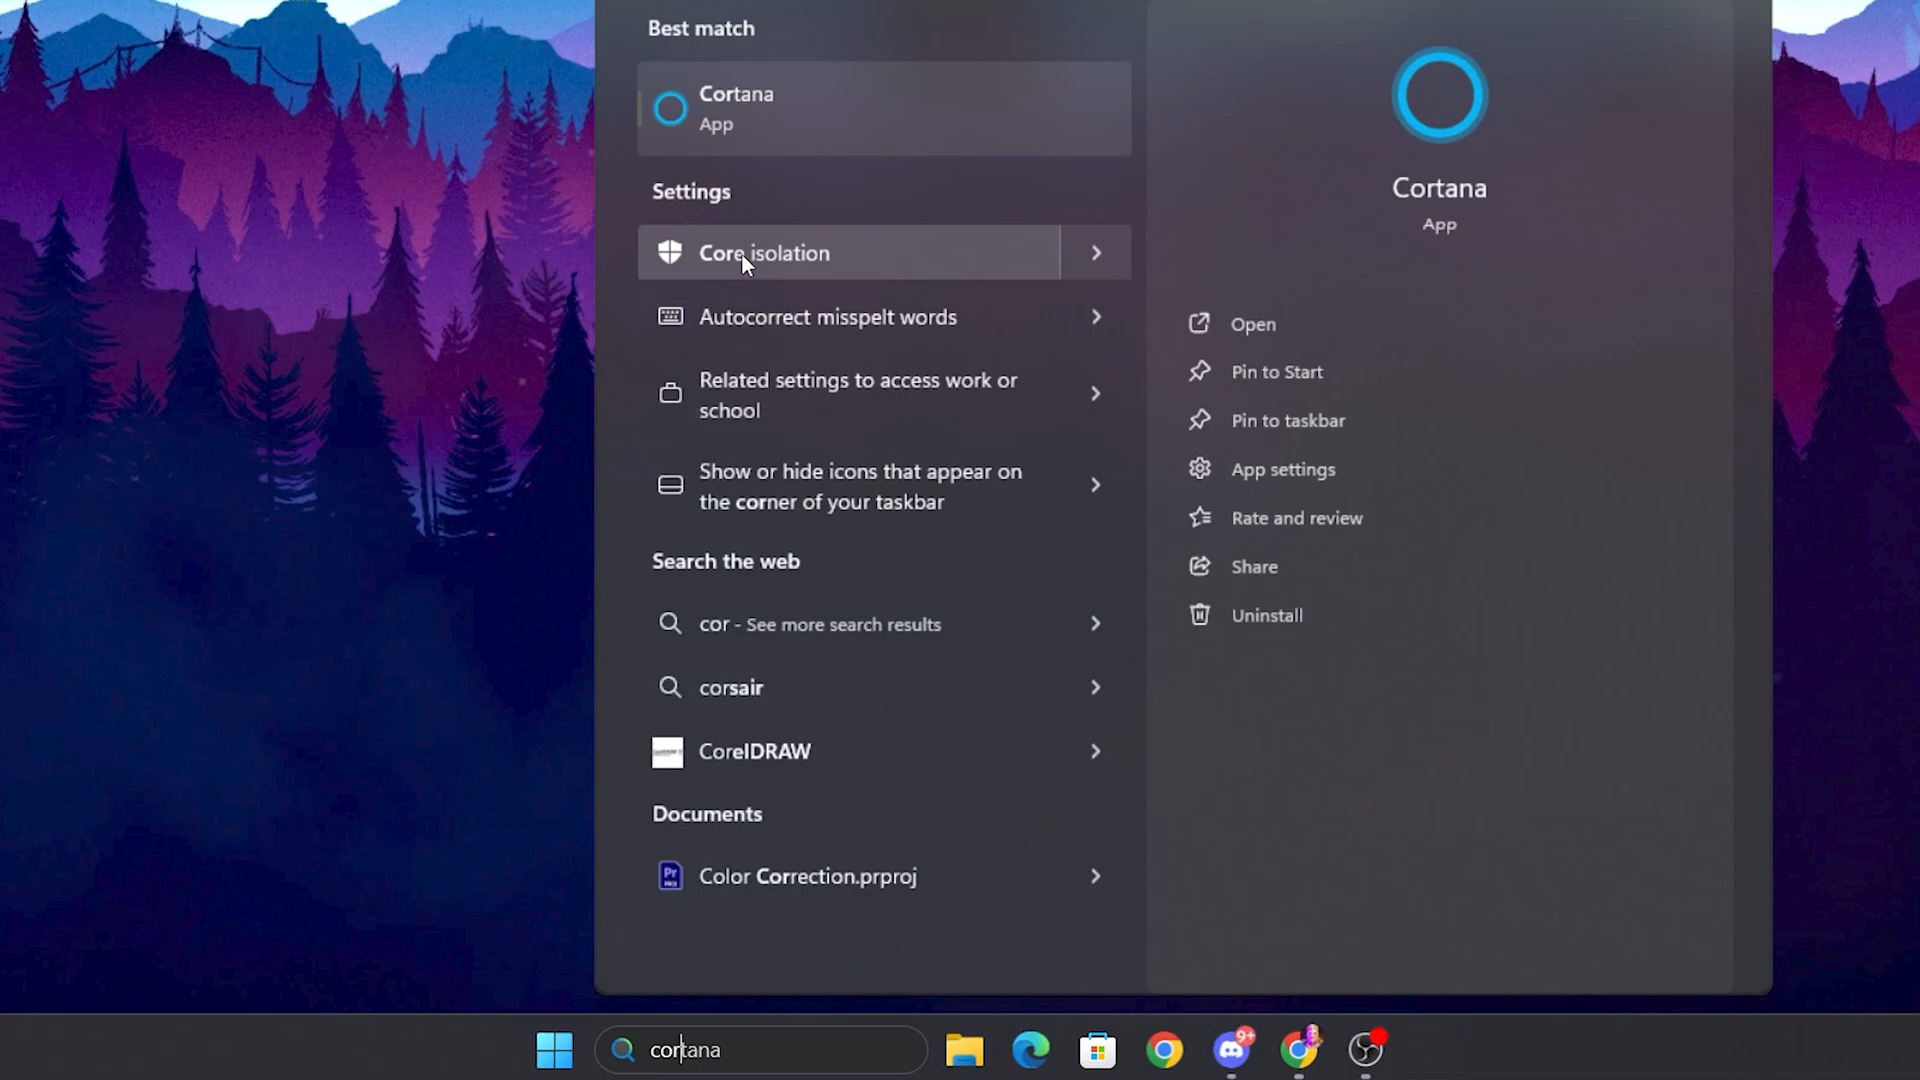 Best match
Cortana
App
Settings
Core isolation
Autocorrect misspelt words
Related settings to access work or
school
Show or hide icons that appear on
the corner of your taskbar
Search the web
cor - See more search results
corsair
CorelDRAW
Documents
Color Correction.prproj
Cortana
App
Open
Pin to Start
Pin to taskbar
App settings
Rate and review
Share
Uninstall
cortana
9+
Pr